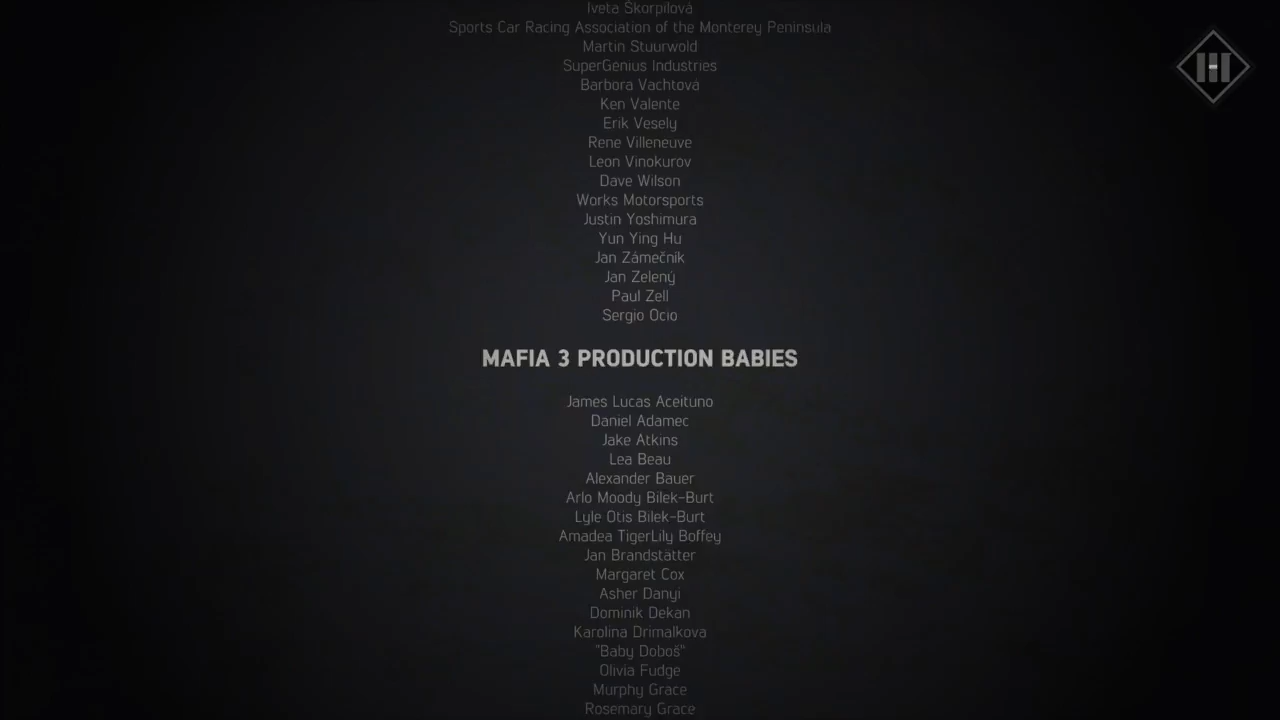 Iveta Škorpilová
Sports Car Racing Association of the Monterey Peninsula
Martin Stuurwold
SuperGenius Industries
Barbora Vachtová
Ken Valente
Erik Vesely
Rene Villeneuve
Leon Vinokurov
Dave Wilson
Works Motorsports
Justin Yoshimura
Yun Ying Hu
Jan Zámečník
Jan Zelený
Paul Zell
Sergio Ocio
MAFIA 3 PRODUCTION BABIES
James Lucas Aceituno
Daniel Adamec
Jake Atkins
Lea Beau
Alexander Bauer
Arlo Moody Bilek-Burt
Lyle Otis Bilek-Burt
Amadea TigerLily Boffey
Jan Brandstätter
Margaret Cox
Asher Danyi
Dominik Dekan
Karolina Drimalkova
"Baby Doboš"
Olivia Fudge
Murphy Grace
Rosemary Grace